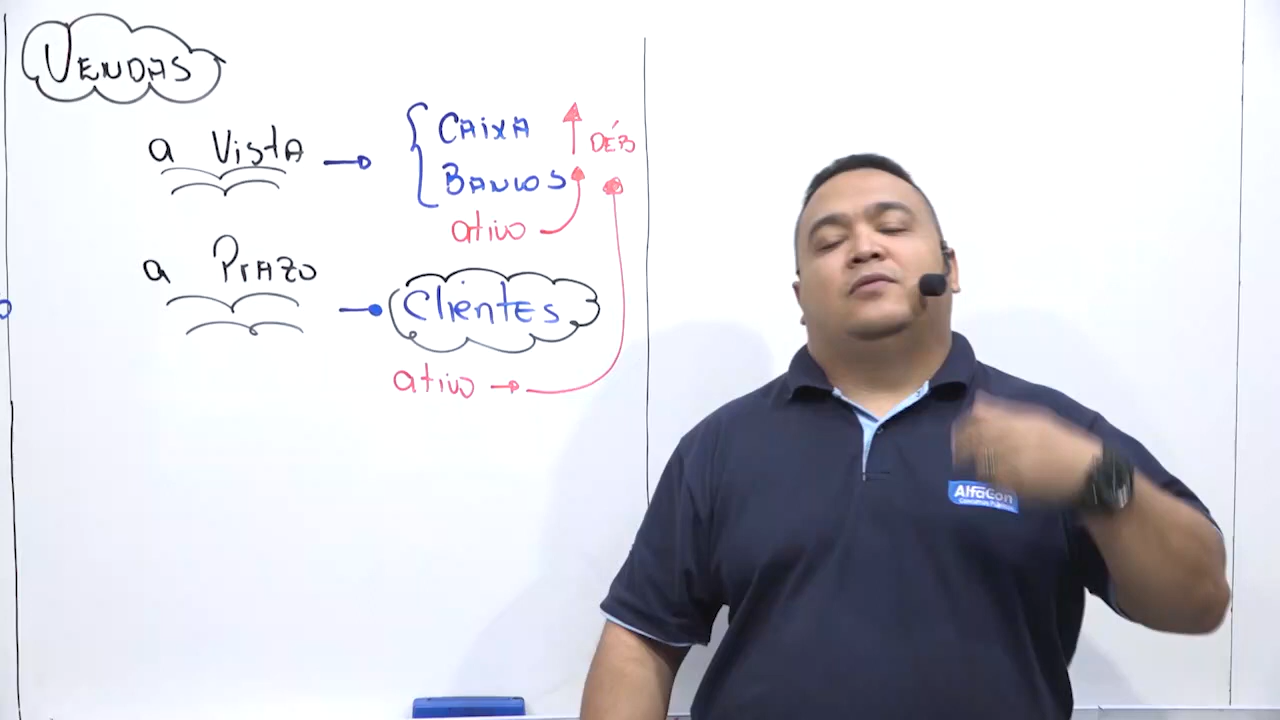 VENDAS
a VistA
CAixA
DÉB
BANCOS
ativo
a PrAZO
ClientES
ativo
AlfaCon